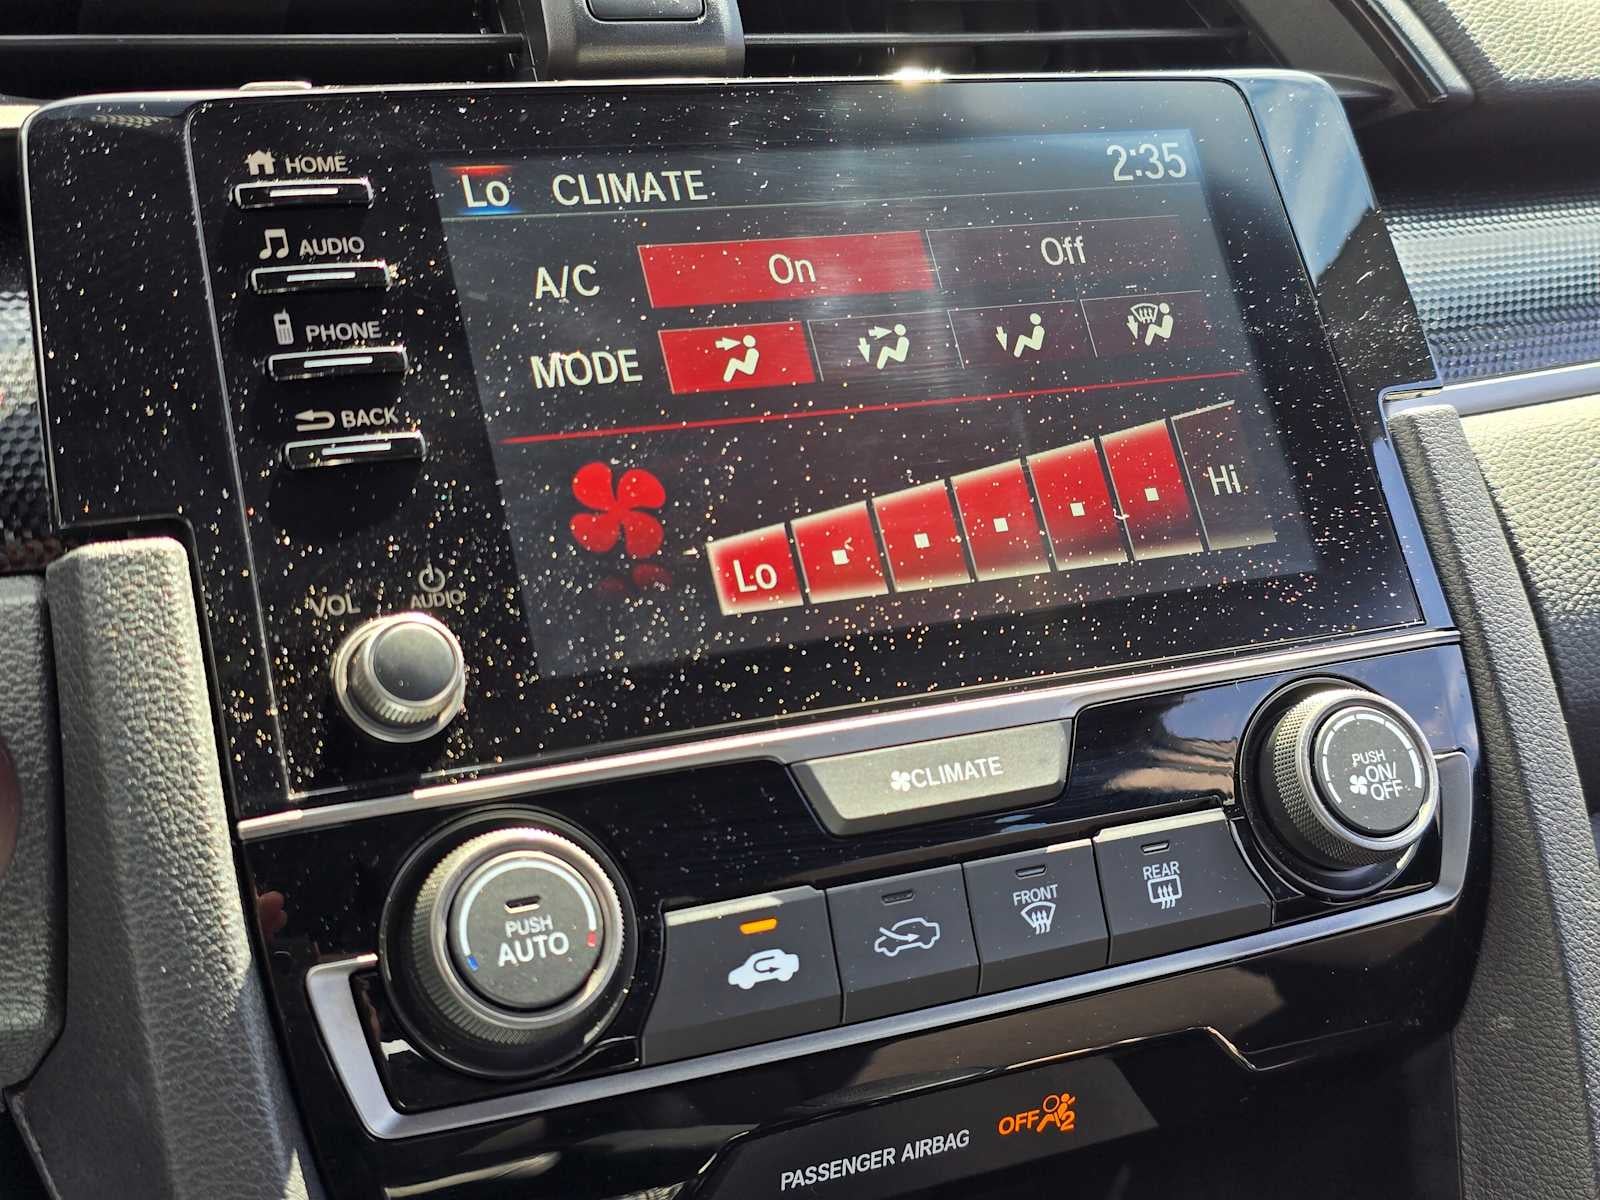 HOME
Lo CLIMATE 2:35
AUDIO
A/C On Off
PHONE
MODE
BACK
Hi
Lo
VOL AUDIO
CLIMATE
PUSH
ON/
OFF
PUSH
AUTO
FRONT
REAR
PASSENGER AIRBAG OFF 2